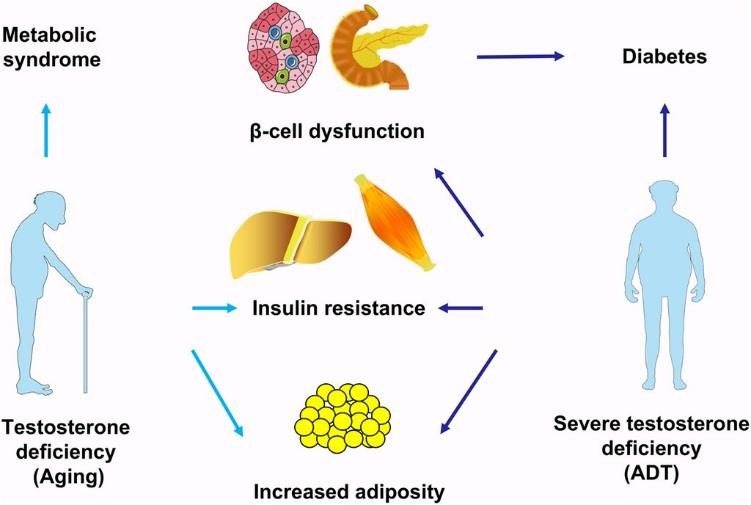 Metabolic
syndrome
Diabetes
β-cell dysfunction
Insulin resistance
Testosterone
deficiency
(Aging)
Severe testosterone
deficiency
(ADT)
Increased adiposity